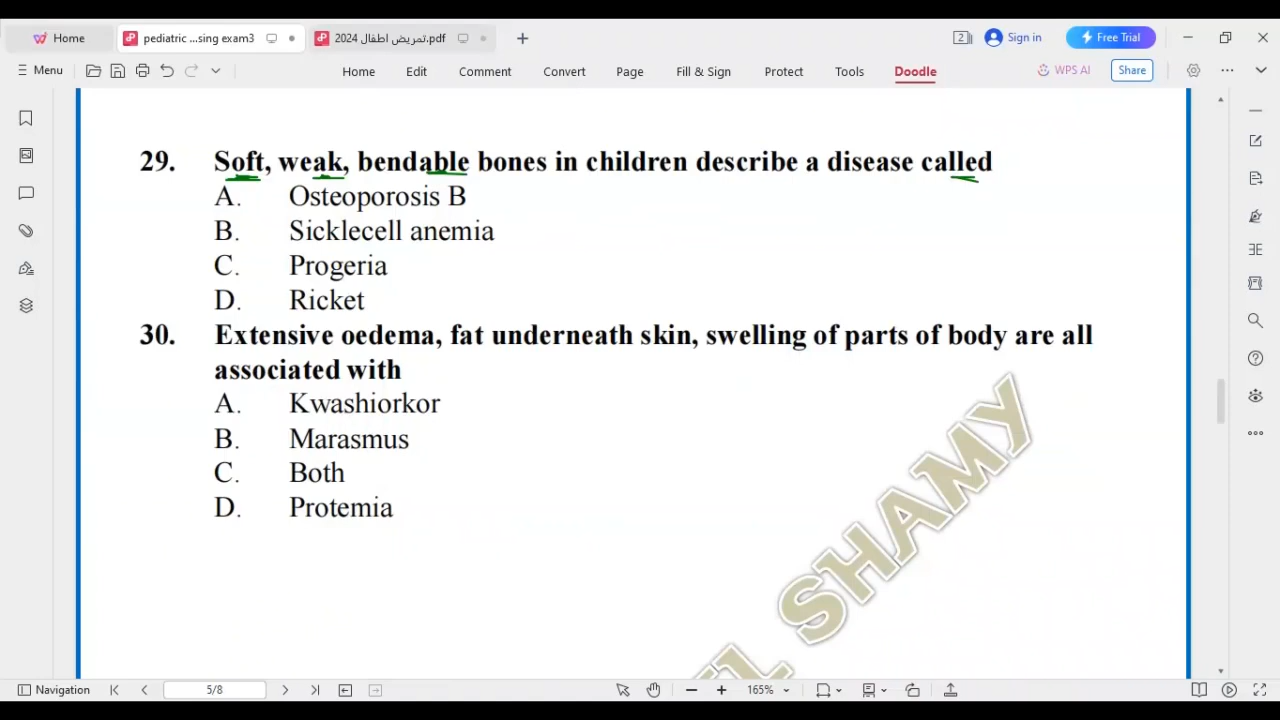 Home
pediatric ...sing exam3
تمريض اطفال 2024.pdf
Sign in
Free Trial
Menu
Home Edit Comment Convert Page Fill & Sign Protect Tools Doodle
WPS AI
Share
29. Soft, weak, bendable bones in children describe a disease called
A. Osteoporosis B
B. Sicklecell anemia
C. Progeria
D. Ricket
30. Extensive oedema, fat underneath skin, swelling of parts of body are all
associated with
A. Kwashiorkor
B. Marasmus
C. Both
D. Protemia
SHAMY
Navigation
5/8
165%